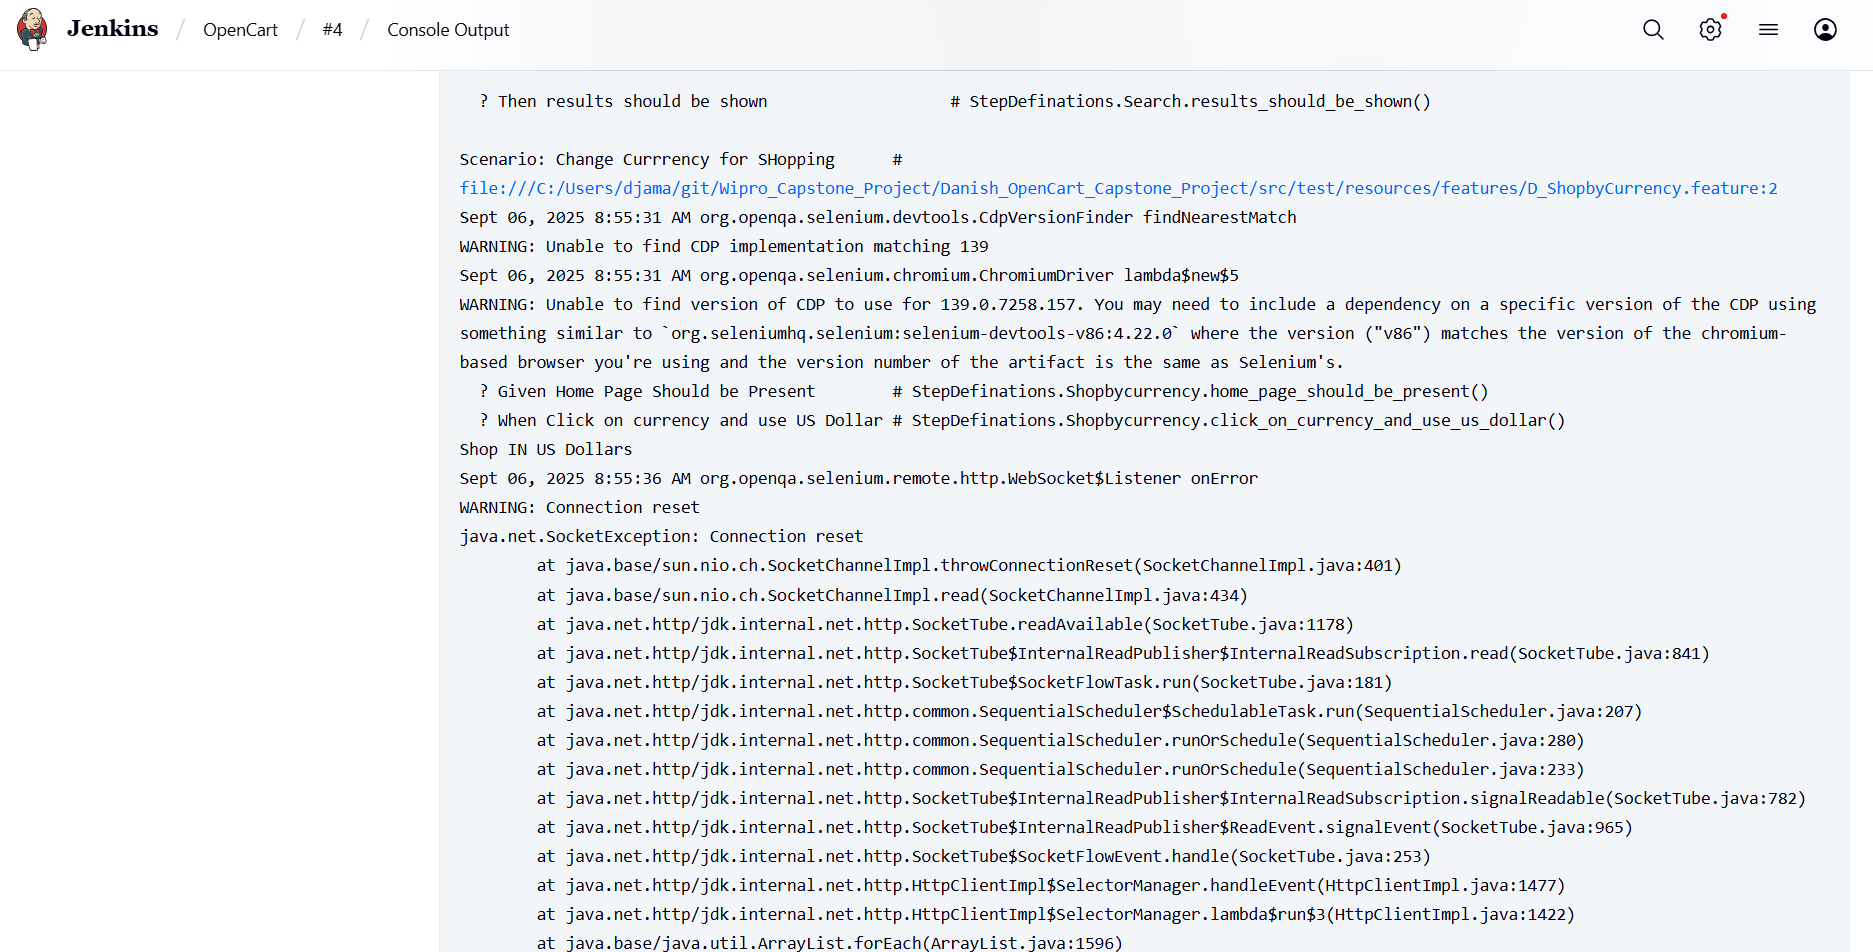 Jenkins / OpenCart / #4 / Console Output
? Then results should be shown # StepDefinations.Search.results_should_be_shown()
Scenario: Change Currrency for SHopping #
file:///C:/Users/djama/git/Wipro_Capstone_Project/Danish_OpenCart_Capstone_Project/src/test/resources/features/D_ShopbyCurrency.feature:2
Sept 06, 2025 8:55:31 AM org.openqa.selenium.devtools.CdpVersionFinder findNearestMatch
WARNING: Unable to find CDP implementation matching 139
Sept 06, 2025 8:55:31 AM org.openqa.selenium.chromium.ChromiumDriver lambda$new$5
WARNING: Unable to find version of CDP to use for 139.0.7258.157. You may need to include a dependency on a specific version of the CDP using
something similar to `org.seleniumhq.selenium:selenium-devtools-v86:4.22.0` where the version ("v86") matches the version of the chromium-
based browser you're using and the version number of the artifact is the same as Selenium's.
? Given Home Page Should be Present # StepDefinations.Shopbycurrency.home_page_should_be_present()
? When Click on currency and use US Dollar # StepDefinations.Shopbycurrency.click_on_currency_and_use_us_dollar()
Shop IN US Dollars
Sept 06, 2025 8:55:36 AM org.openqa.selenium.remote.http.WebSocket$Listener onError
WARNING: Connection reset
java.net.SocketException: Connection reset
at java.base/sun.nio.ch.SocketChannelImpl.throwConnectionReset(SocketChannelImpl.java:401)
at java.base/sun.nio.ch.SocketChannelImpl.read(SocketChannelImpl.java:434)
at java.net.http/jdk.internal.net.http.SocketTube.readAvailable(SocketTube.java:1178)
at java.net.http/jdk.internal.net.http.SocketTube$InternalReadPublisher$InternalReadSubscription.read(SocketTube.java:841)
at java.net.http/jdk.internal.net.http.SocketTube$SocketFlowTask.run(SocketTube.java:181)
at java.net.http/jdk.internal.net.http.common.SequentialScheduler$SchedulableTask.run(SequentialScheduler.java:207)
at java.net.http/jdk.internal.net.http.common.SequentialScheduler.runOrSchedule(SequentialScheduler.java:280)
at java.net.http/jdk.internal.net.http.common.SequentialScheduler.runOrSchedule(SequentialScheduler.java:233)
at java.net.http/jdk.internal.net.http.SocketTube$InternalReadPublisher$InternalReadSubscription.signalReadable(SocketTube.java:782)
at java.net.http/jdk.internal.net.http.SocketTube$InternalReadPublisher$ReadEvent.signalEvent(SocketTube.java:965)
at java.net.http/jdk.internal.net.http.SocketTube$SocketFlowEvent.handle(SocketTube.java:253)
at java.net.http/jdk.internal.net.http.HttpClientImpl$SelectorManager.handleEvent(HttpClientImpl.java:1477)
at java.net.http/jdk.internal.net.http.HttpClientImpl$SelectorManager.lambda$run$3(HttpClientImpl.java:1422)
at java.base/java.util.ArrayList.forEach(ArrayList.java:1596)